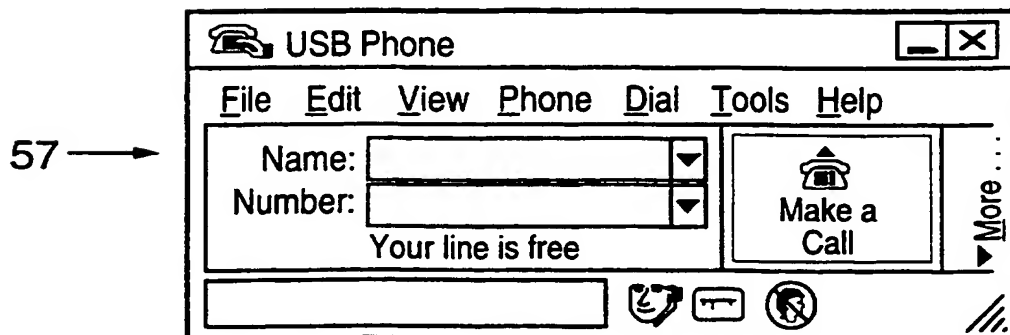 USB Phone
File Edit View Phone Dial Tools Help
57
Name:
Number:
Your line is free
Make a
Call
More...